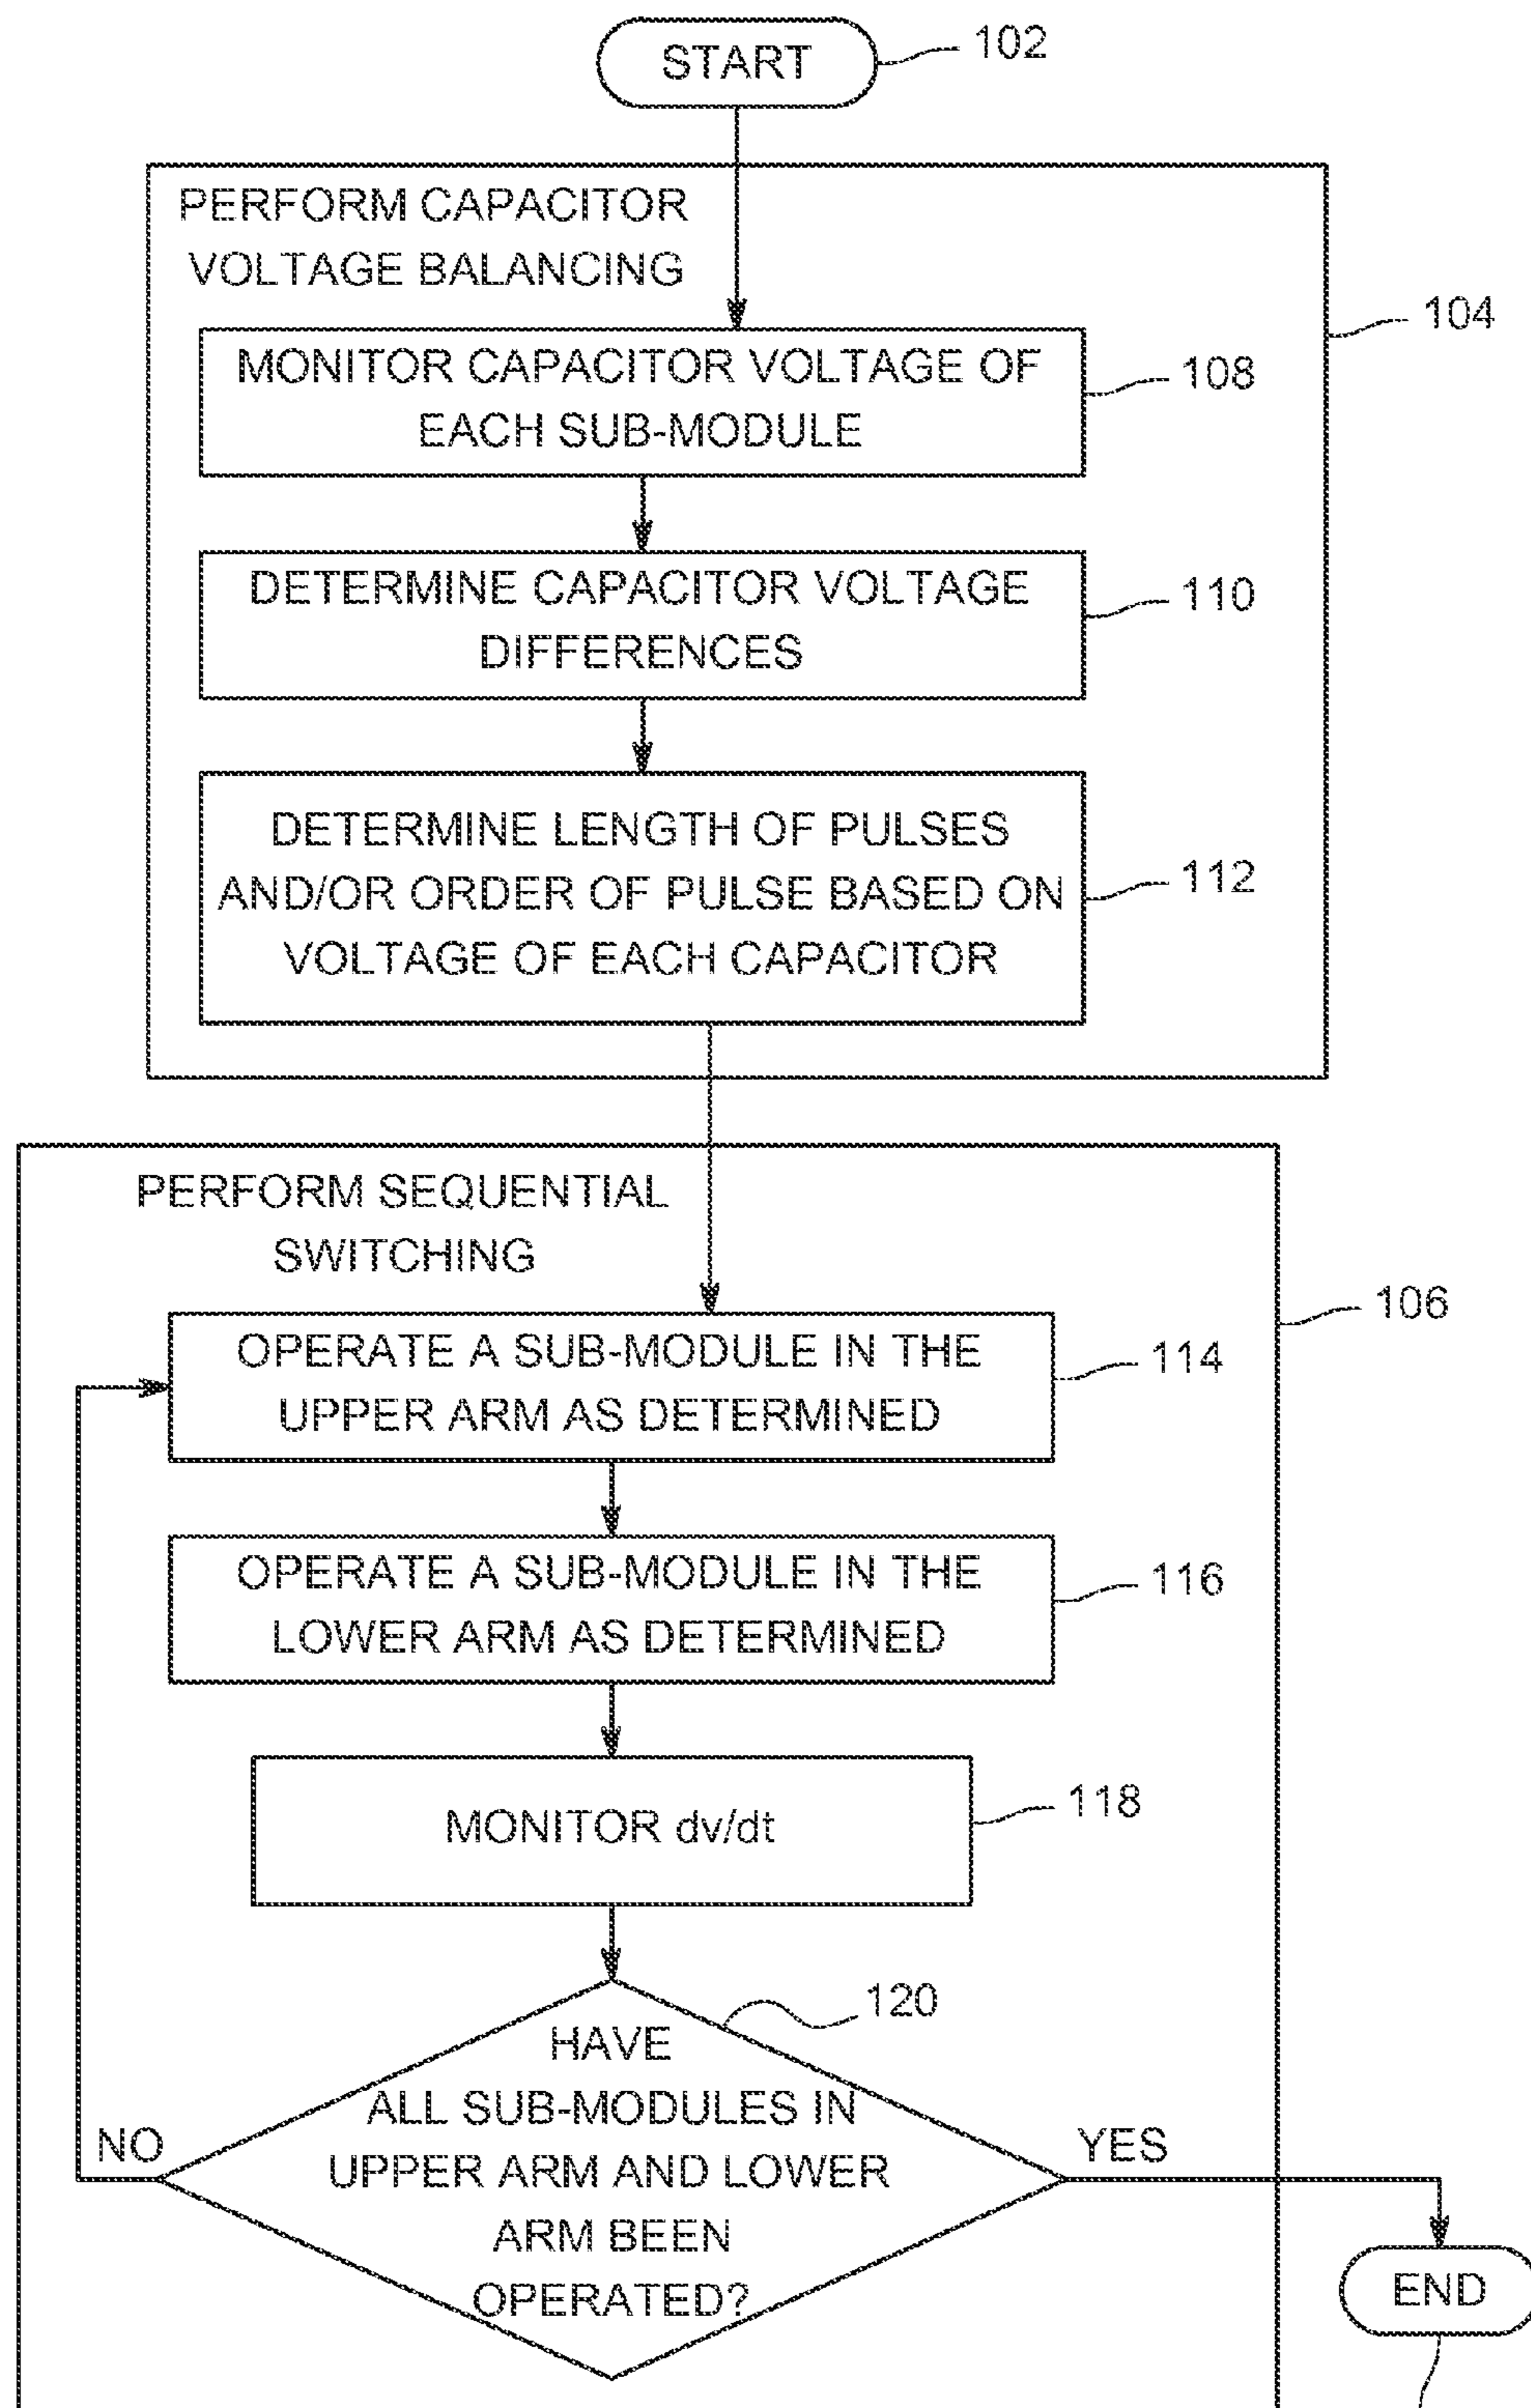 START
102
PERFORM CAPACITOR
VOLTAGE BALANCING
104
MONITOR CAPACITOR VOLTAGE OF
EACH SUB-MODULE
108
DETERMINE CAPACITOR VOLTAGE
DIFFERENCES
110
DETERMINE LENGTH OF PULSES
AND/OR ORDER OF PULSE BASED ON
VOLTAGE OF EACH CAPACITOR
112
PERFORM SEQUENTIAL
SWITCHING
106
OPERATE A SUB-MODULE IN THE
UPPER ARM AS DETERMINED
114
OPERATE A SUB-MODULE IN THE
LOWER ARM AS DETERMINED
116
MONITOR dv/dt
118
120
HAVE
ALL SUB-MODULES IN
UPPER ARM AND LOWER
ARM BEEN
OPERATED?
NO
YES
END